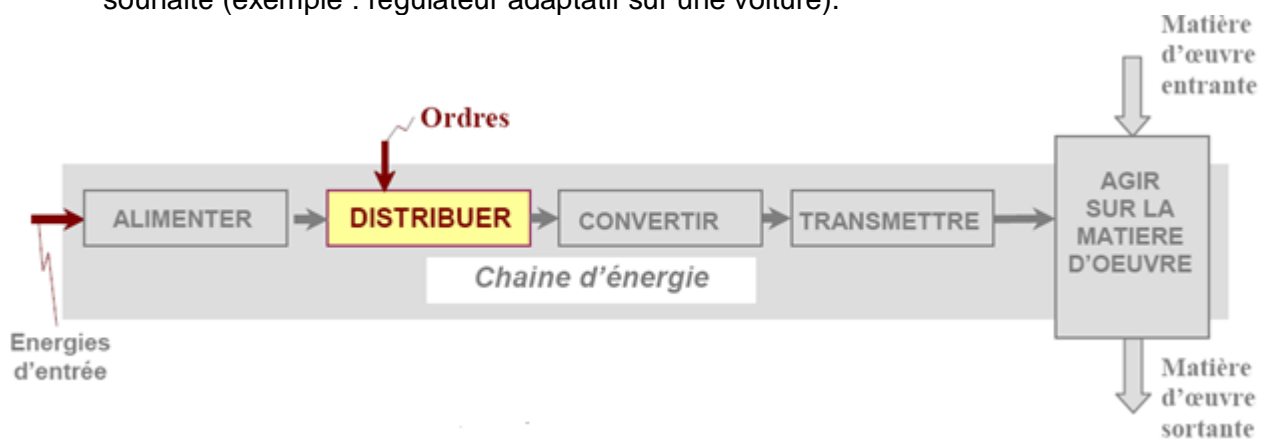 souhaité (exemple : régulateur adaptatif sur une voiture).
Matière
d'œuvre
entrante
Ordres
ALIMENTER
DISTRIBUER
CONVERTIR
TRANSMETTRE
AGIR
SUR LA
MATIERE
D'OEUVRE
Chaine d'énergie
Energies
d'entrée
Matière
d'œuvre
sortante